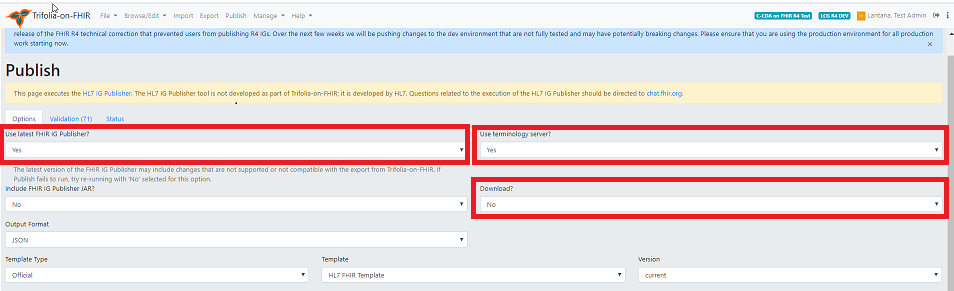 Trifolia-on-FHIR File Browse/Edit Import Export Publish Manage Help C-CDA on FHIR R4 Test LCG R4 DEV Lantana, Test Admin
release of the FHIR R4 technical correction that prevented users from publishing R4 IGs. Over the next few weeks we will be pushing changes to the dev environment that are not fully tested and may have potentially breaking changes. Please ensure that you are using the production environment for all production
work starting now. ×
Publish
This page executes the HL7 IG Publisher. The HL7 IG Publisher tool is not developed as part of Trifolia-on-FHIR; it is developed by HL7. Questions related to the execution of the HL7 IG Publisher should be directed to chat.fhir.org.
Options Validation (71) Status
Use latest FHIR IG Publisher? Use terminology server?
Yes Yes
The latest version of the FHIR IG Publisher may include changes that are not supported or not compatible with the export from Trifolia-on-FHIR. If
Publish fails to run, try re-running with 'No' selected for this option.
Include FHIR IG Publisher JAR? Download?
No No
Output Format
JSON
Template Type Template Version
Official HL7 FHIR Template current